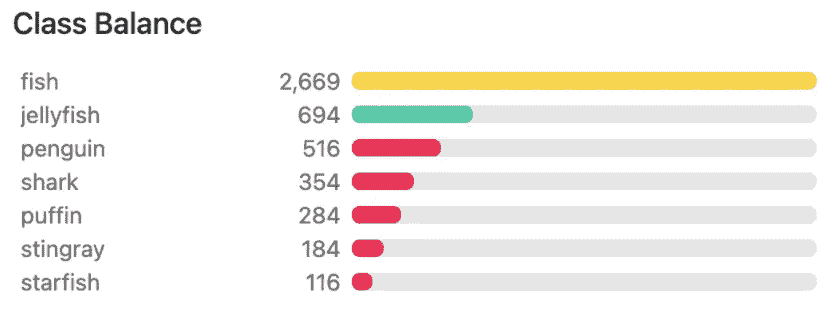 Class Balance
fish 2,669
jellyfish 694
penguin 516
shark 354
puffin 284
stingray 184
starfish 116